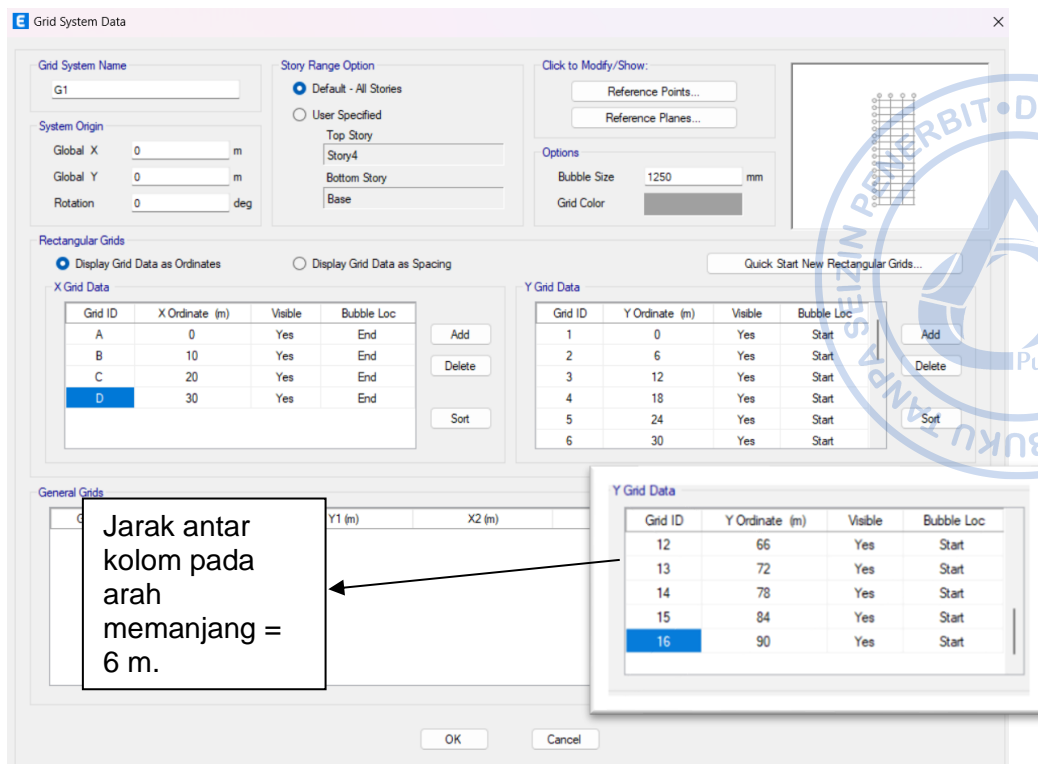 Grid System Data
Grid System Name
G1
System Origin
Global X 0 m
Global Y 0 m
Rotation 0 deg
Story Range Option
Default - All Stories
User Specified
Top Story
Story4
Bottom Story
Base
Click to Modify/Show:
Reference Points...
Reference Planes...
Options
Bubble Size 1250 mm
Grid Color
Rectangular Grids
Display Grid Data as Ordinates
Display Grid Data as Spacing
Quick Start New Rectangular Grids...
X Grid Data
Grid ID X Ordinate (m) Visible Bubble Loc
A 0 Yes End
B 10 Yes End
C 20 Yes End
D 30 Yes End
Add
Delete
Sort
Y Grid Data
Grid ID Y Ordinate (m) Visible Bubble Loc
1 0 Yes Start
2 6 Yes Start
3 12 Yes Start
4 18 Yes Start
5 24 Yes Start
6 30 Yes Start
Add
Delete
Sort
General Grids
G
Y1 (m) X2 (m)
Jarak antar
kolom pada
arah
memanjang =
6 m.
Y Grid Data
Grid ID Y Ordinate (m) Visible Bubble Loc
12 66 Yes Start
13 72 Yes Start
14 78 Yes Start
15 84 Yes Start
16 90 Yes Start
OK
Cancel
TANPA SEIZIN PENERBIT • D
Pu